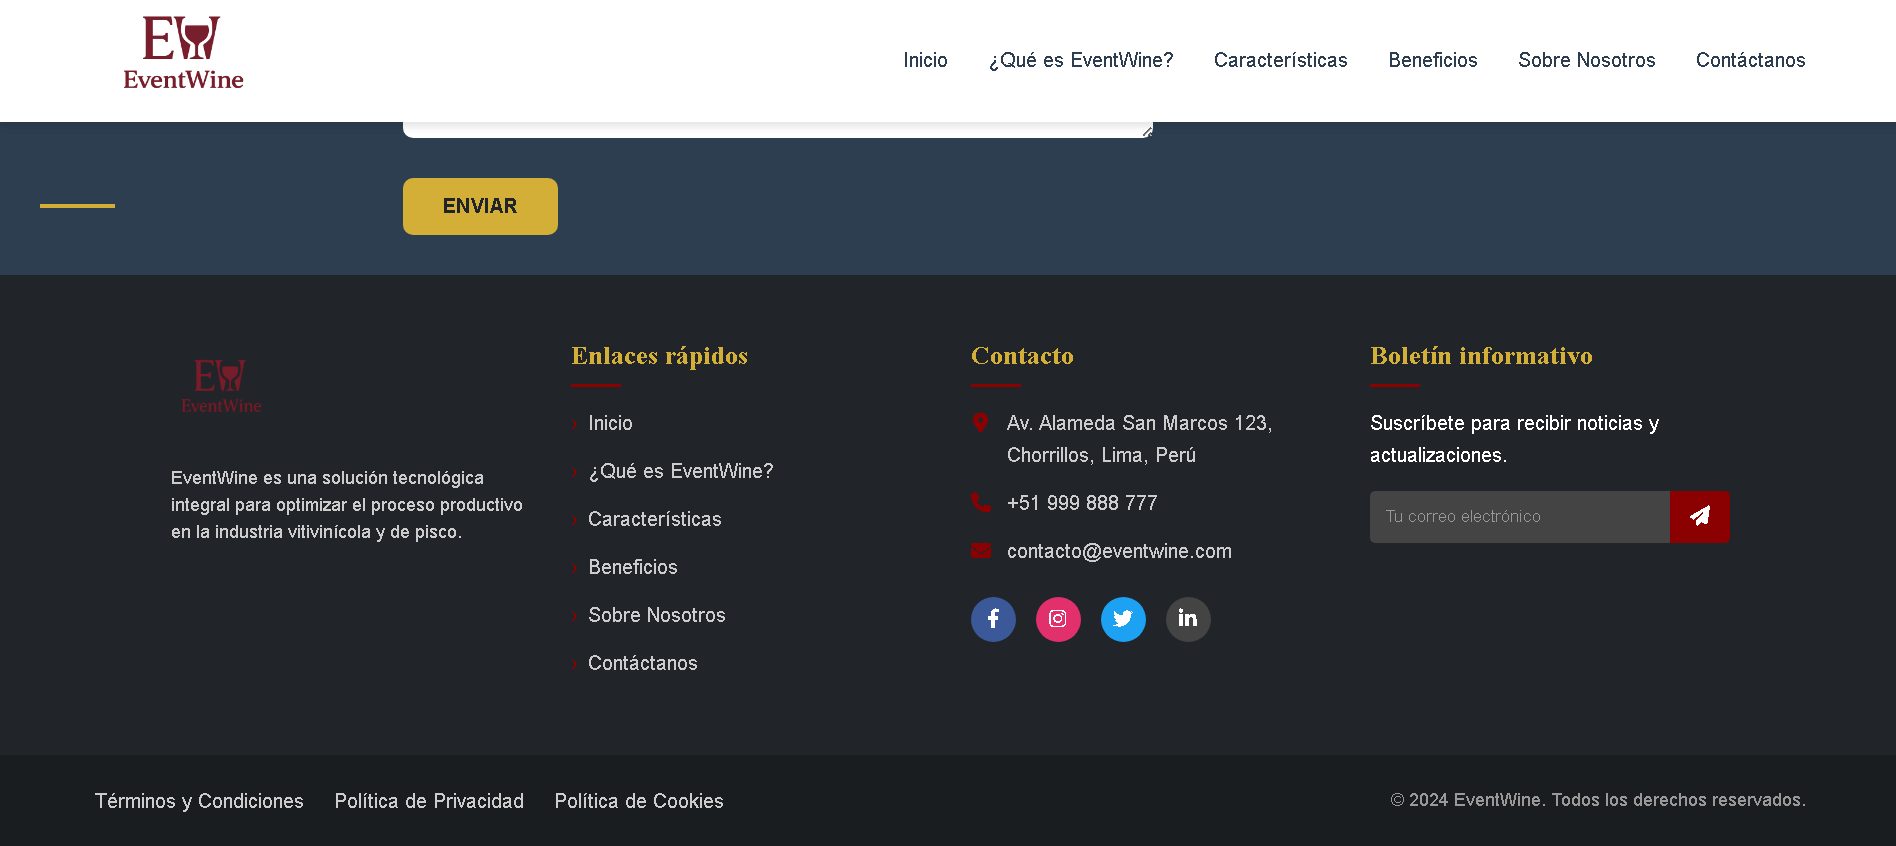 EW
EventWine
Inicio ¿Qué es EventWine? Características Beneficios Sobre Nosotros Contáctanos
ENVIAR
EW
EventWine
EventWine es una solución tecnológica
integral para optimizar el proceso productivo
en la industria vitivinícola y de pisco.
Enlaces rápidos
› Inicio
› ¿Qué es EventWine?
› Características
› Beneficios
› Sobre Nosotros
› Contáctanos
Contacto
Av. Alameda San Marcos 123,
Chorrillos, Lima, Perú
+51 999 888 777
contacto@eventwine.com
Boletín informativo
Suscríbete para recibir noticias y
actualizaciones.
Tu correo electrónico
Términos y Condiciones Política de Privacidad Política de Cookies
© 2024 EventWine. Todos los derechos reservados.